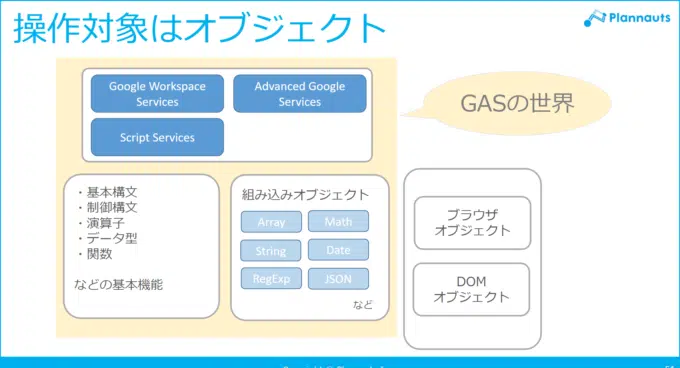 操作対象はオブジェクト
Plannauts
Google Workspace
Services
Advanced Google
Services
Script Services
GASの世界
・基本構文
・制御構文
・演算子
・データ型
・関数
などの基本機能
組み込みオブジェクト
Array
Math
String
Date
RegExp
JSON
など
ブラウザ
オブジェクト
DOM
オブジェクト